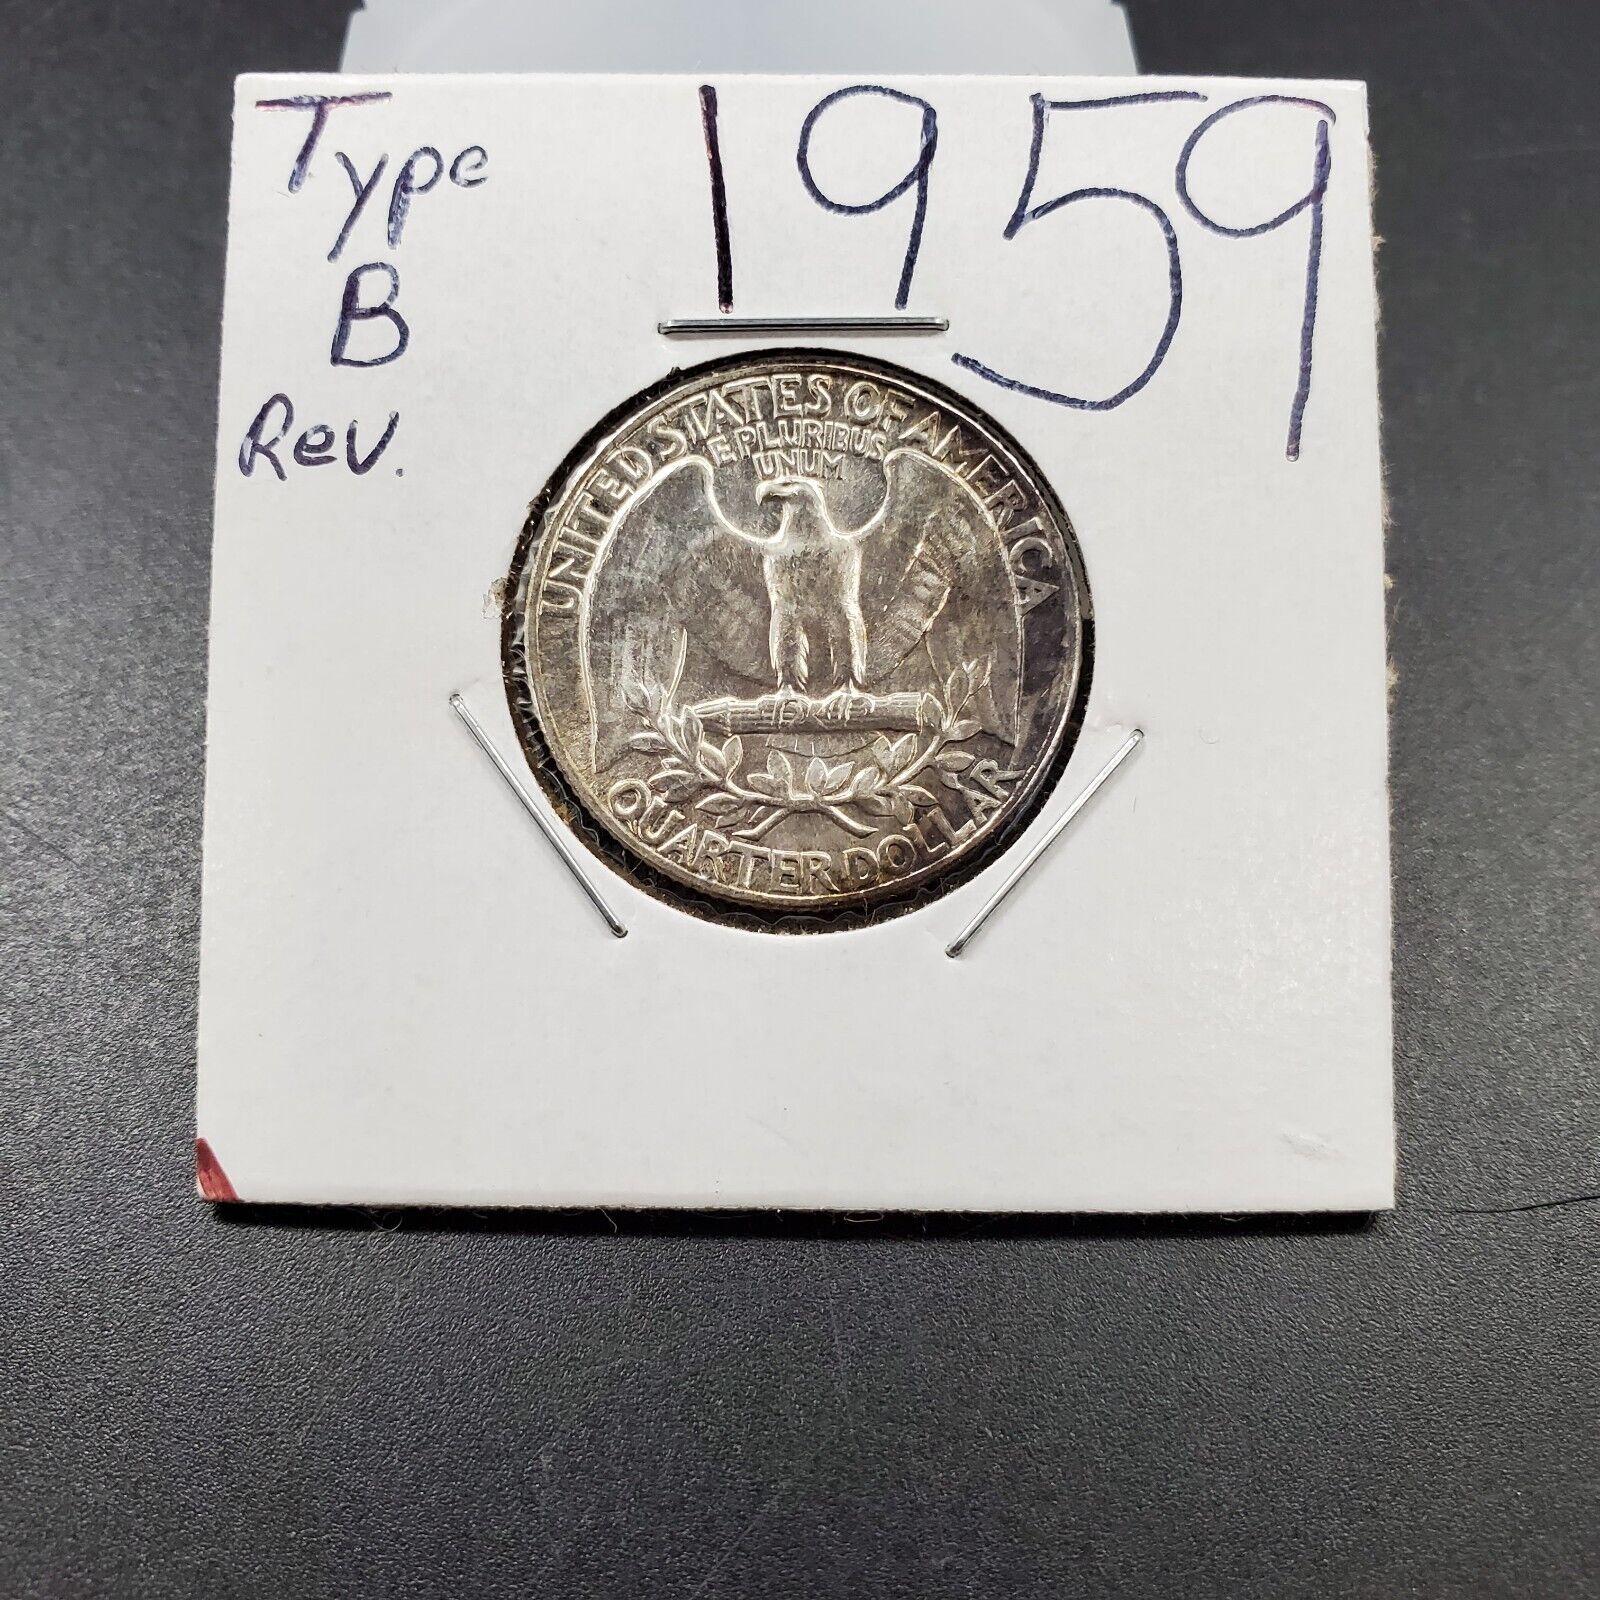 Type 1959
B
Rev.
UNITED STATES OF AMERICA
E PLURIBUS
UNUM
QUARTER DOLLAR